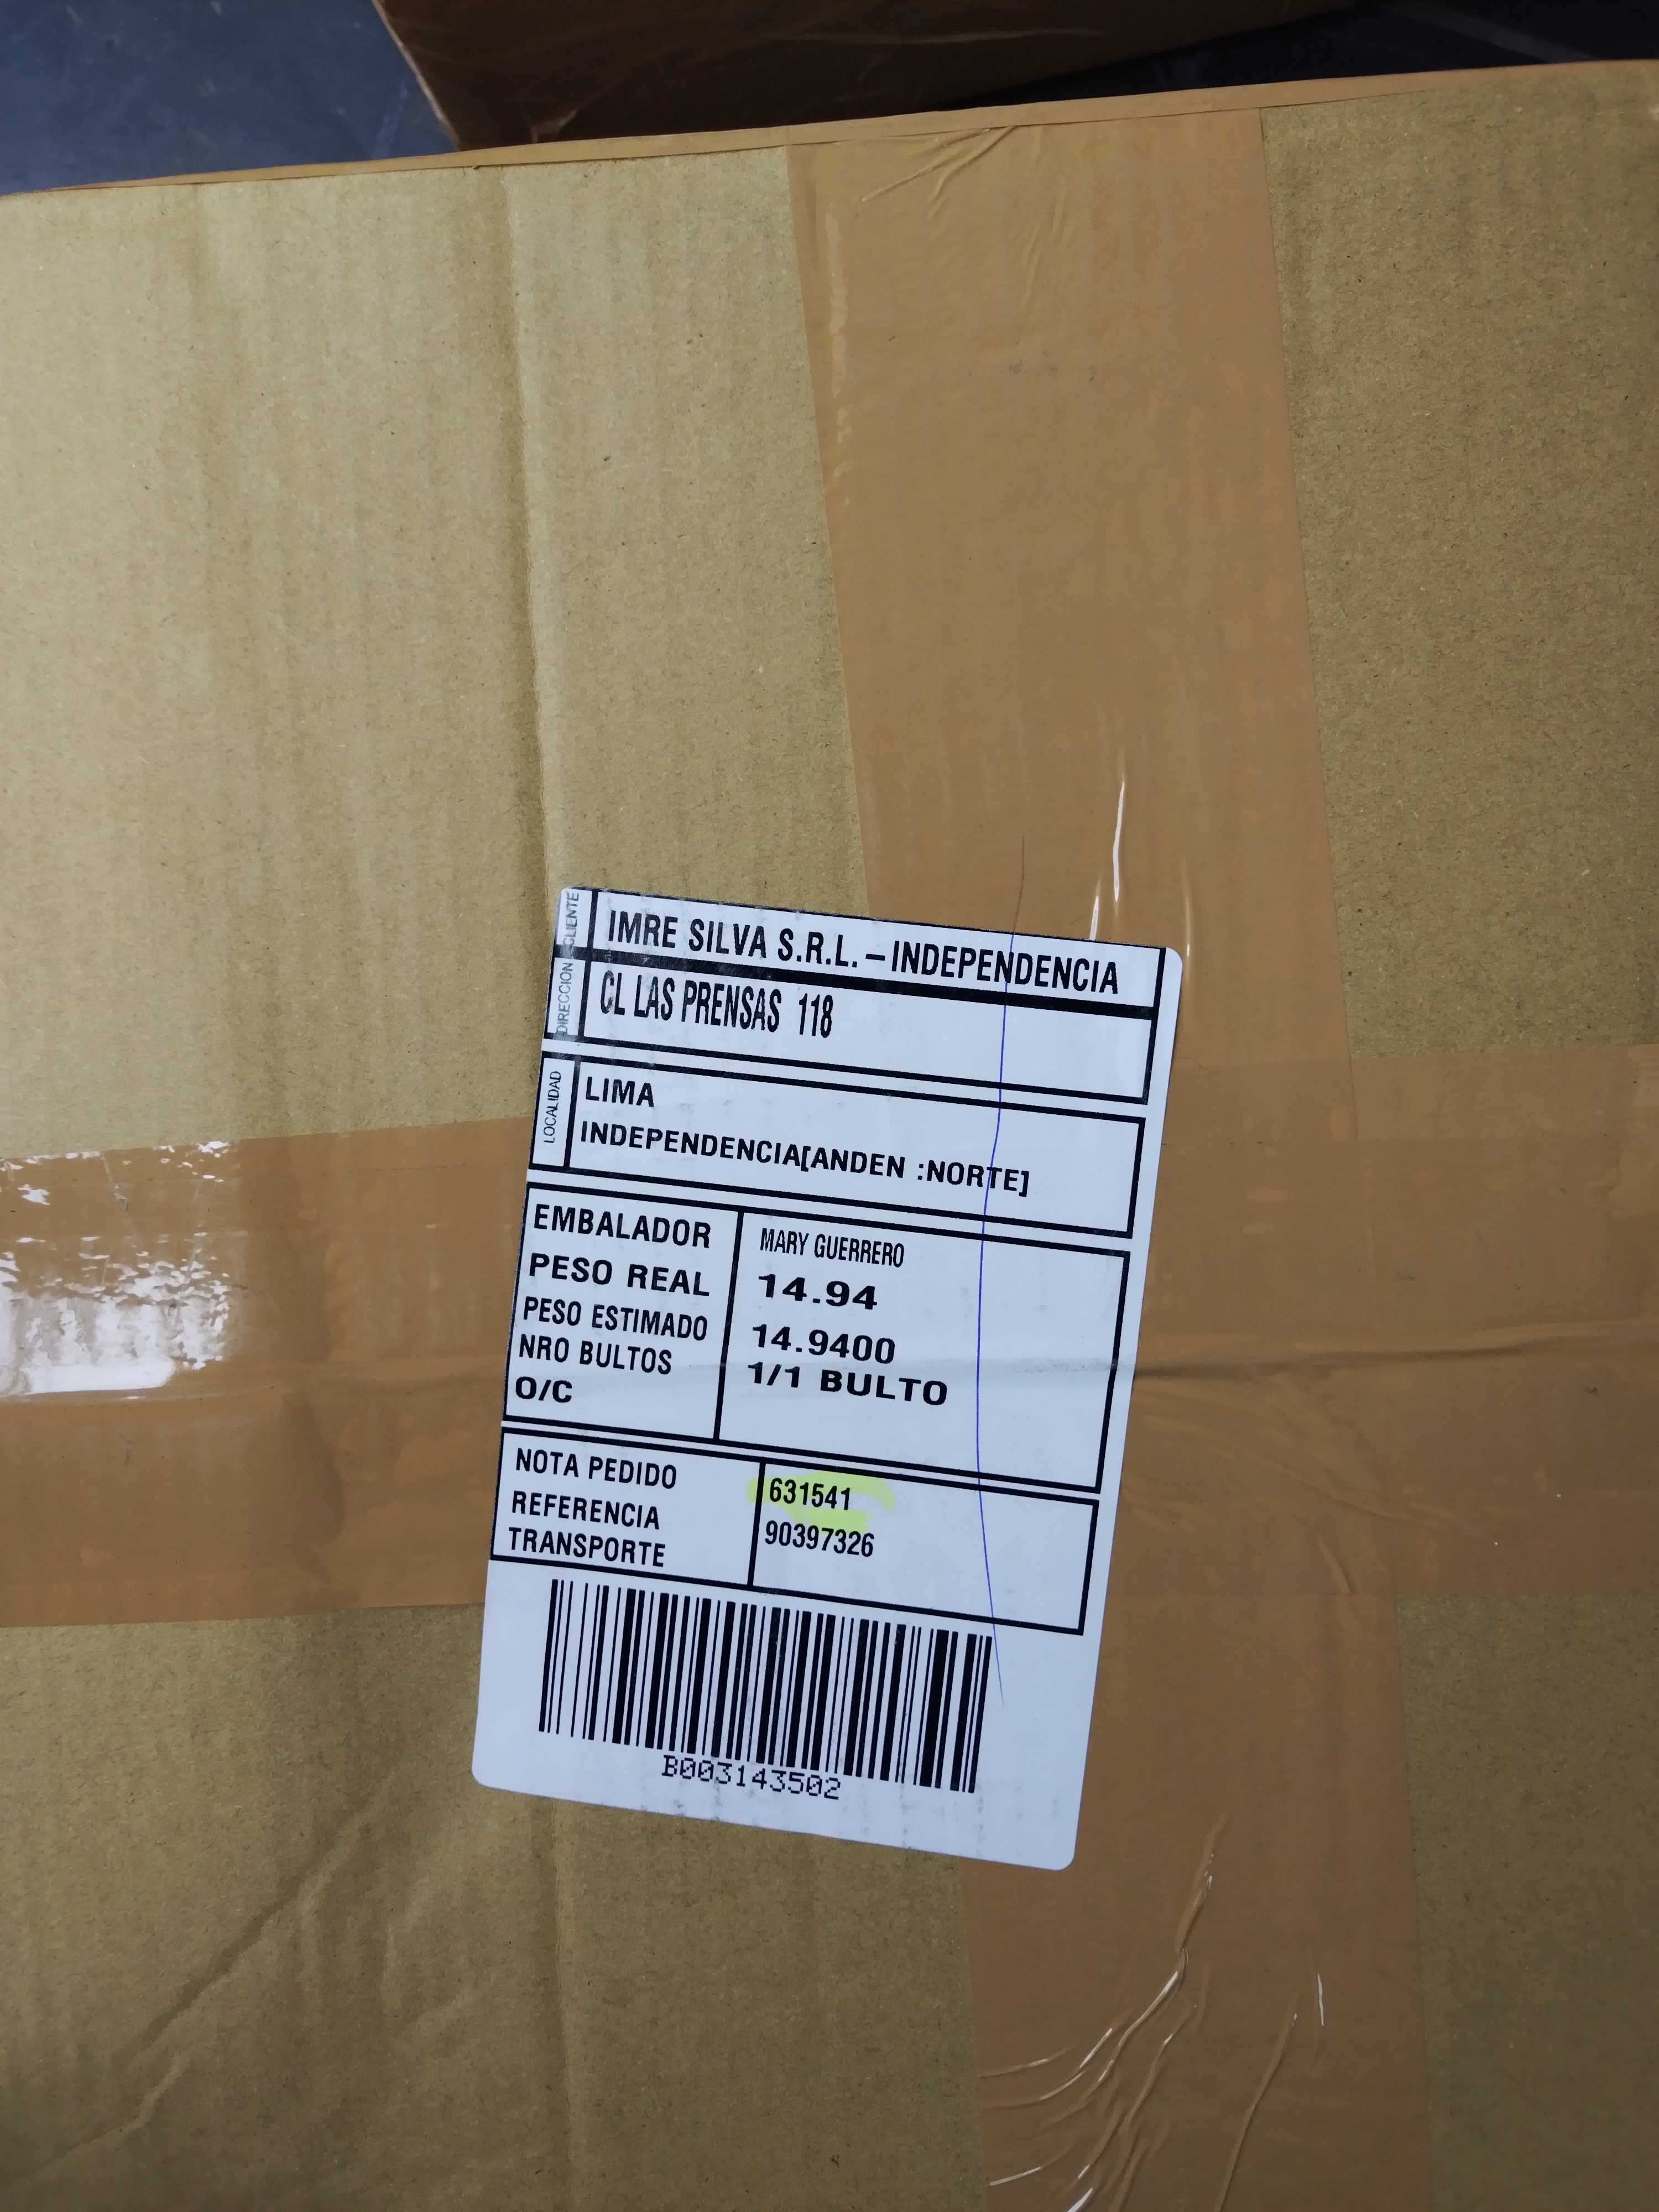 CLIENTE IMRE SILVA S.R.L. – INDEPENDENCIA
DIRECCION CL LAS PRENSAS 118
LOCALIDAD LIMA
INDEPENDENCIA[ANDEN :NORTE]
EMBALADOR MARY GUERRERO
PESO REAL 14.94
PESO ESTIMADO 14.9400
NRO BULTOS 1/1 BULTO
O/C
NOTA PEDIDO 631541
REFERENCIA 90397326
TRANSPORTE
B003143502